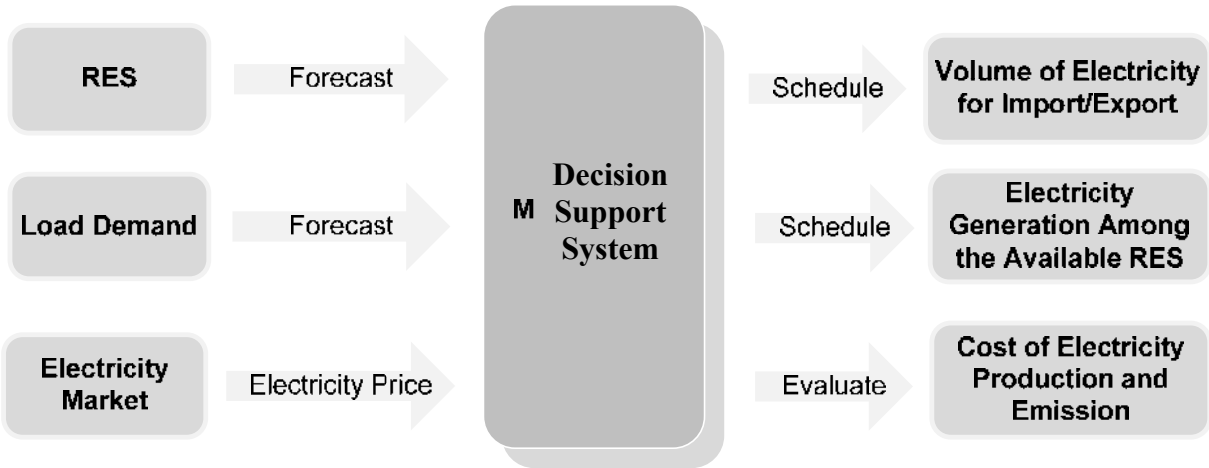 RES
Forecast
Schedule
Volume of Electricity
for Import/Export
Load Demand
Forecast
M
Decision
Support
System
Schedule
Electricity
Generation Among
the Available RES
Electricity
Market
Electricity Price
Evaluate
Cost of Electricity
Production and
Emission